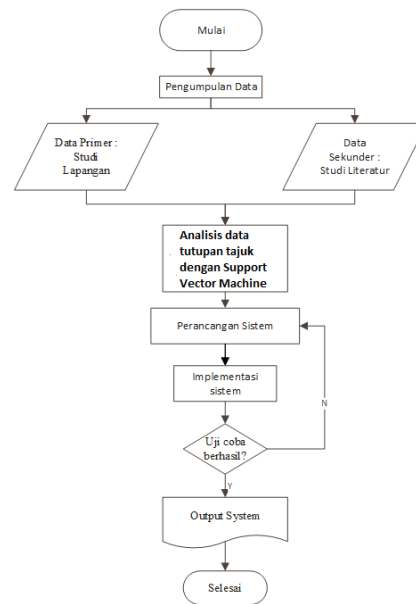 Mulai
Pengumpulan Data
Data Primer :
Studi
Lapangan
Data
Sekunder :
Studi Literatur
Analisis data
tutupan tajuk
dengan Support
Vector Machine
Perancangan Sistem
Implementasi
sistem
N
Uji coba
berhasil?
Y
Output System
Selesai